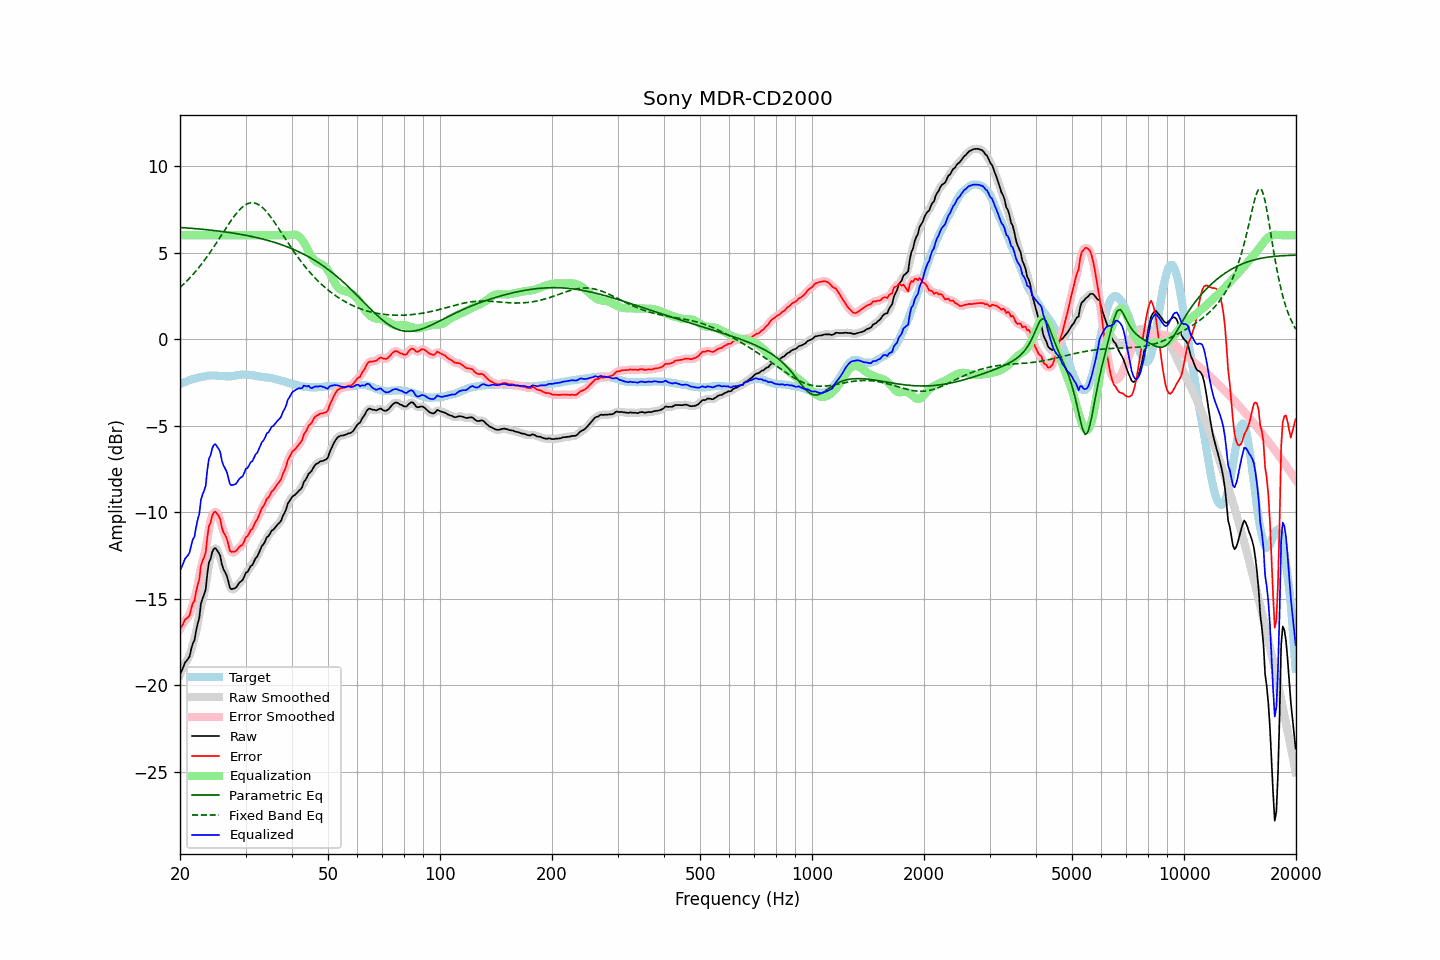 Sony MDR-CD2000
Amplitude (dBr)
10
5
0
−5
−10
−15
−20
−25
Target
Raw Smoothed
Error Smoothed
Raw
Error
Equalization
Parametric Eq
Fixed Band Eq
Equalized
20 50 100 200 500 1000 2000 5000 10000 20000
Frequency (Hz)